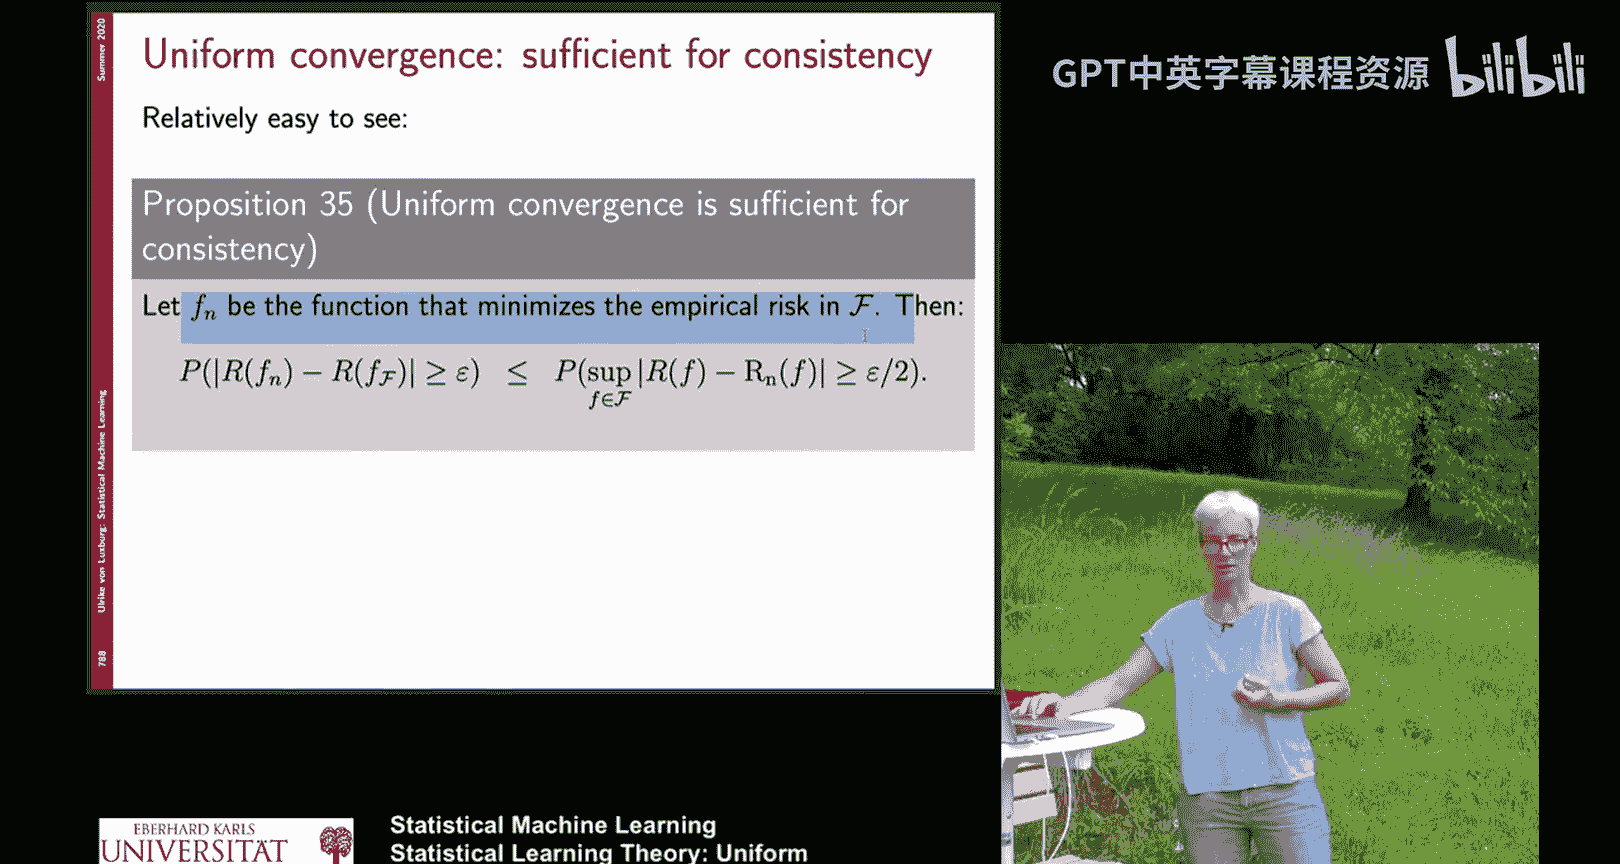 Summer 2020
Uniform convergence: sufficient for consistency
Relatively easy to see:
Proposition 35 (Uniform convergence is sufficient for
consistency)
Let fₙ be the function that minimizes the empirical risk in ℱ. Then:
P(|R(fₙ) − R(f_ℱ)| ≥ ε) ≤ P(sup_{f∈ℱ} |R(f) − Rₙ(f)| ≥ ε/2).
Ulrike von Luxburg: Statistical Machine Learning
788
GPT中英字幕课程资源 bilibili
EBERHARD KARLS
UNIVERSITÄT
Statistical Machine Learning
Statistical Learning Theory: Uniform